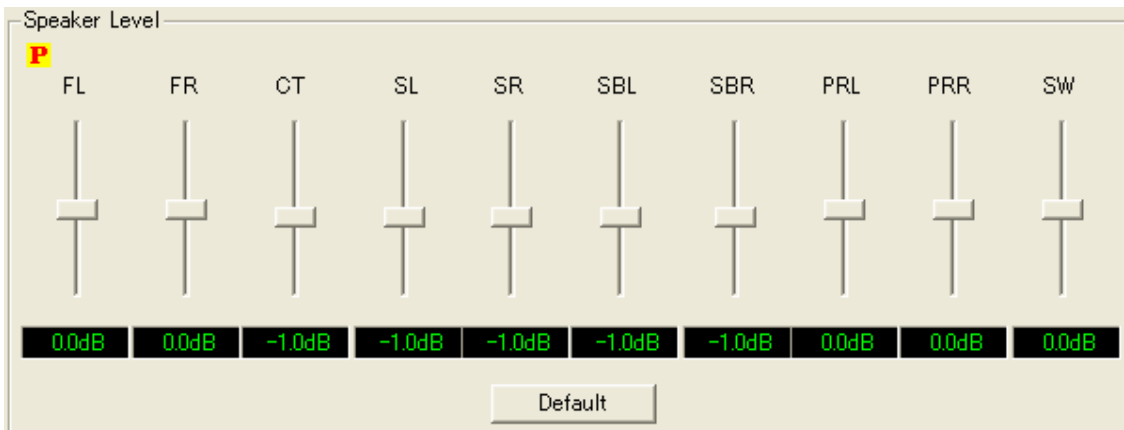 Speaker Level
P
FL FR CT SL SR SBL SBR PRL PRR SW
0.0dB 0.0dB -1.0dB -1.0dB -1.0dB -1.0dB -1.0dB 0.0dB 0.0dB 0.0dB
Default